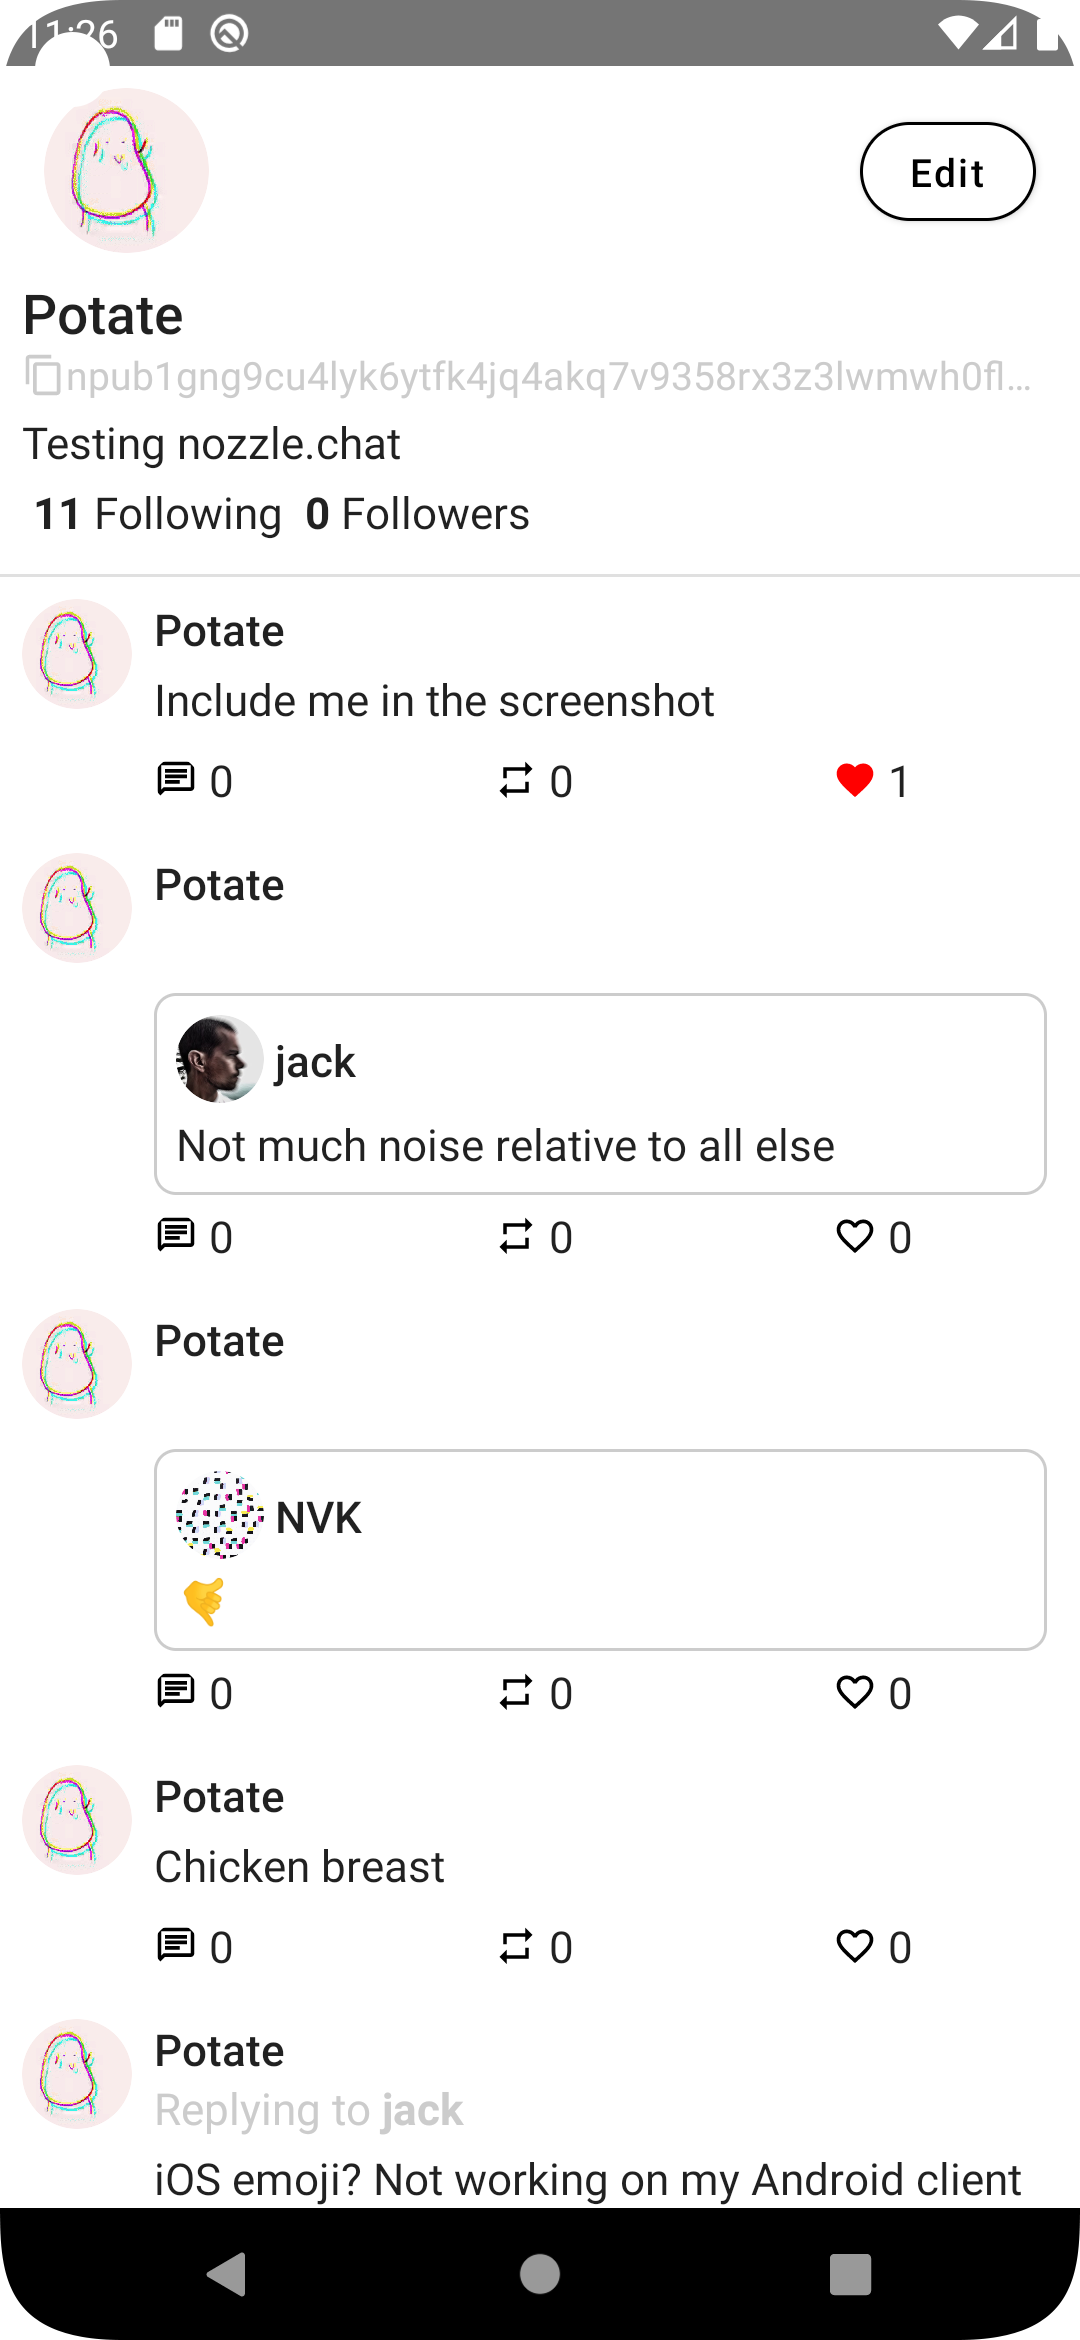 11:26
Edit
Potate
npub1gng9cu4lyk6ytfk4jq4akq7v9358rx3z3lwmwh0fl...
Testing nozzle.chat
11 Following 0 Followers
Potate
Include me in the screenshot
0 0 1
Potate
jack
Not much noise relative to all else
0 0 0
Potate
NVK
🤙
0 0 0
Potate
Chicken breast
0 0 0
Potate
Replying to jack
iOS emoji? Not working on my Android client